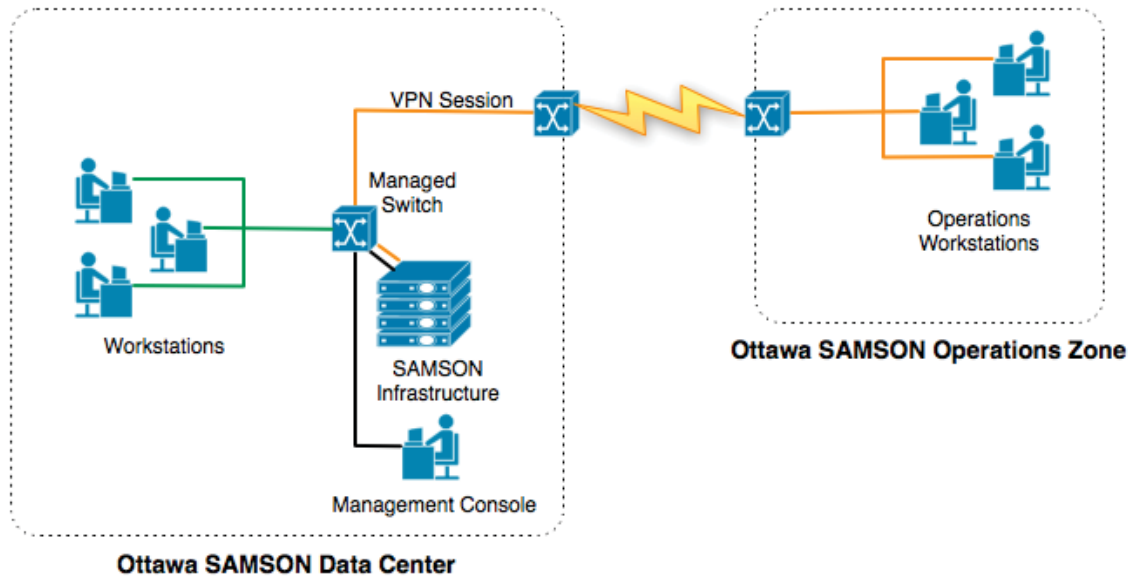 VPN Session
Managed
Switch
Workstations
SAMSON
Infrastructure
Management Console
Ottawa SAMSON Data Center
Operations
Workstations
Ottawa SAMSON Operations Zone